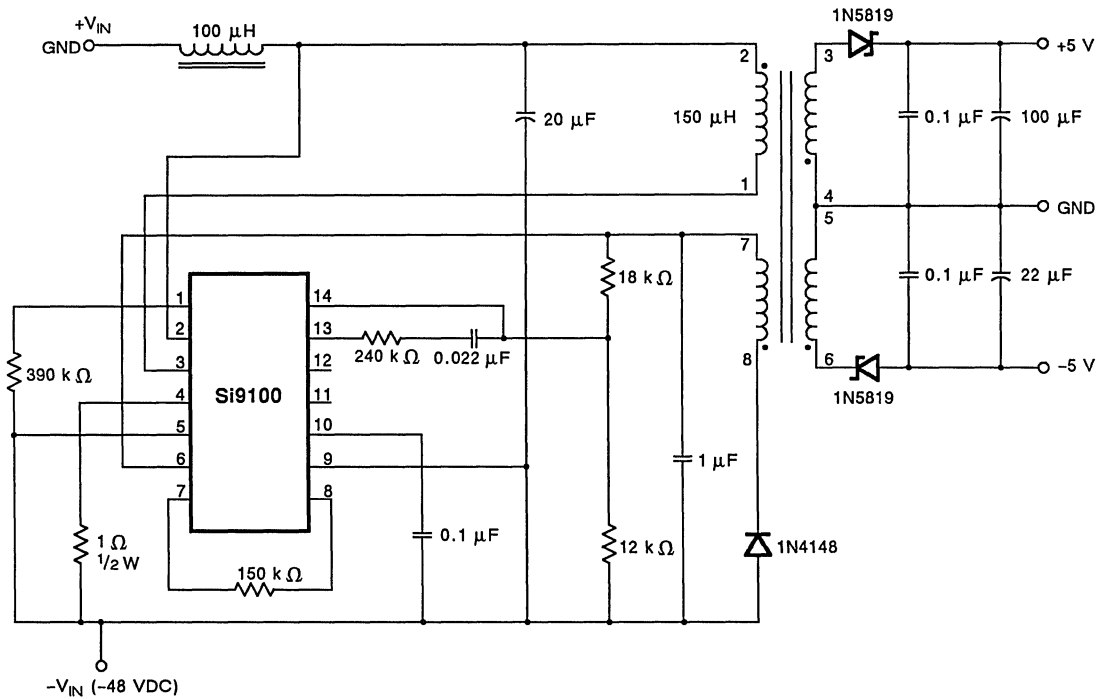 +V_IN
GND
100 μH
1N5819
2
3
+5 V
20 μF
150 μH
0.1 μF
100 μF
1
4
GND
5
7
18 kΩ
0.1 μF
22 μF
1
14
2
13
240 kΩ
0.022 μF
8
6
-5 V
390 kΩ
3
12
1N5819
Si9100
4
11
5
10
6
9
1 μF
7
8
1 Ω
1/2 W
0.1 μF
12 kΩ
1N4148
150 kΩ
-V_IN (-48 VDC)